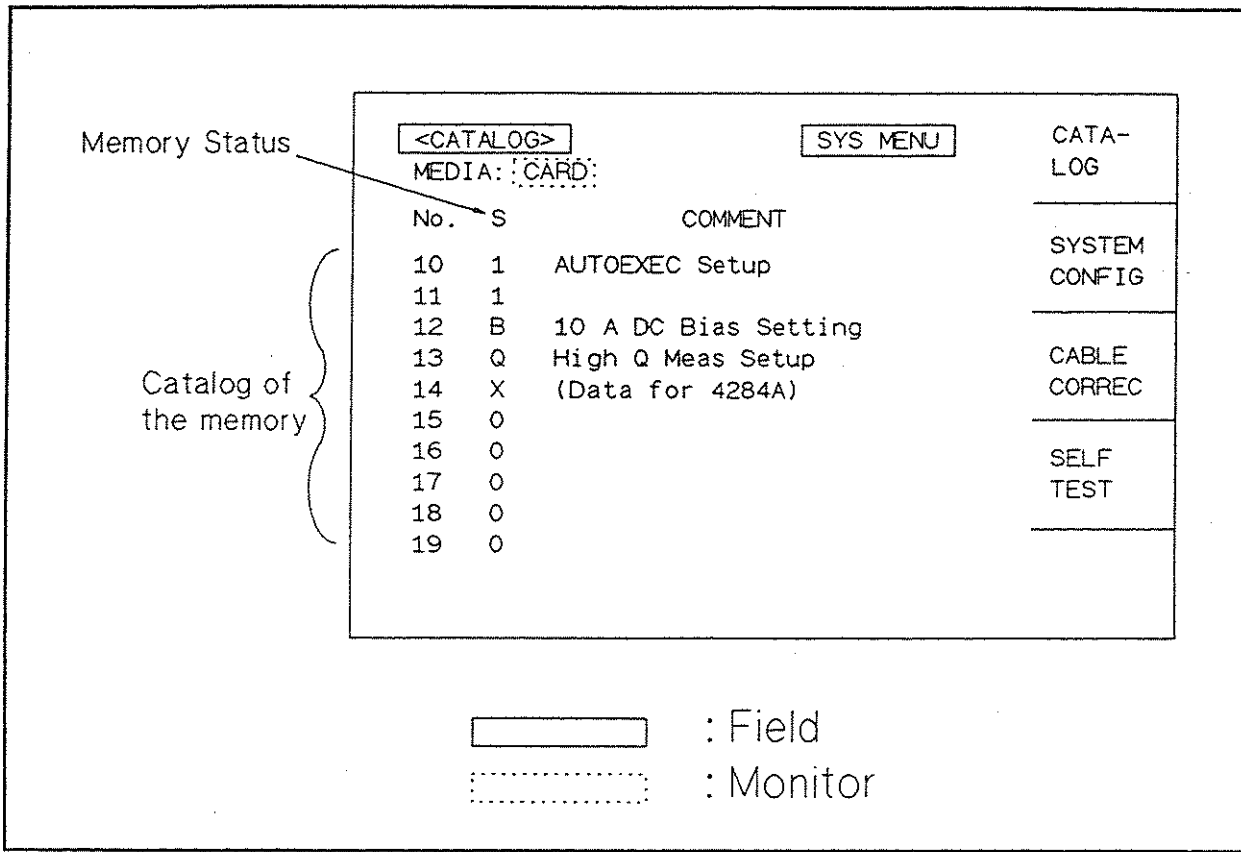 Memory Status
<CATALOG>
SYS MENU
MEDIA: CARD
No. S COMMENT
10 1 AUTOEXEC Setup
11 1
12 B 10 A DC Bias Setting
13 Q High Q Meas Setup
14 X (Data for 4284A)
15 0
16 0
17 0
18 0
19 0
Catalog of
the memory
CATA-
LOG
SYSTEM
CONFIG
CABLE
CORREC
SELF
TEST
: Field
: Monitor